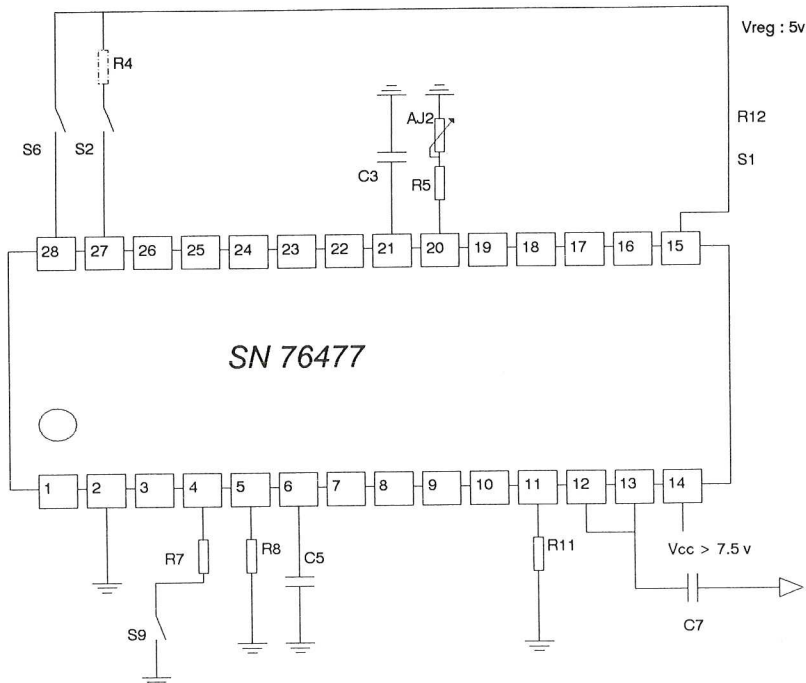 Vreg : 5v
R4
AJ2
R12
S6
S2
C3
R5
S1
28 27 26 25 24 23 22 21 20 19 18 17 16 15
SN 76477
1 2 3 4 5 6 7 8 9 10 11 12 13 14
R7
R8
C5
R11
Vcc > 7.5 v
S9
C7